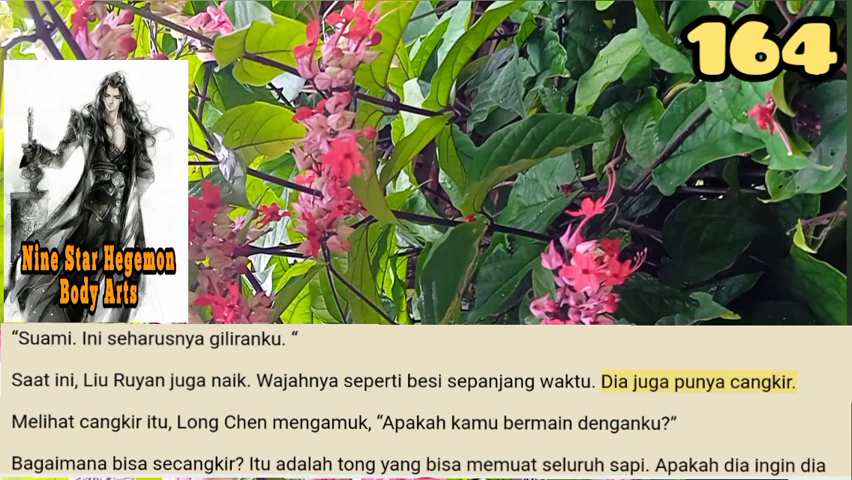 164
Nine Star Hegemon
Body Arts
“Suami. Ini seharusnya giliranku. “
Saat ini, Liu Ruyan juga naik. Wajahnya seperti besi sepanjang waktu. Dia juga punya cangkir.
Melihat cangkir itu, Long Chen mengamuk, “Apakah kamu bermain denganku?”
Bagaimana bisa secangkir? Itu adalah tong yang bisa memuat seluruh sapi. Apakah dia ingin dia